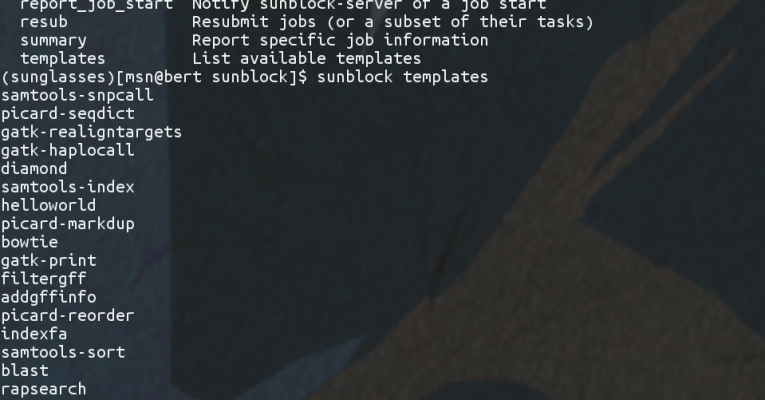 report_job_start  Notify sunblock-server of a job start
resub             Resubmit jobs (or a subset of their tasks)
summary           Report specific job information
templates         List available templates
(sunglasses)[msn@bert sunblock]$ sunblock templates
samtools-snpcall
picard-seqdict
gatk-realigntargets
gatk-haplocall
diamond
samtools-index
helloworld
picard-markdup
bowtie
gatk-print
filtergff
addgffinfo
picard-reorder
indexfa
samtools-sort
blast
rapsearch